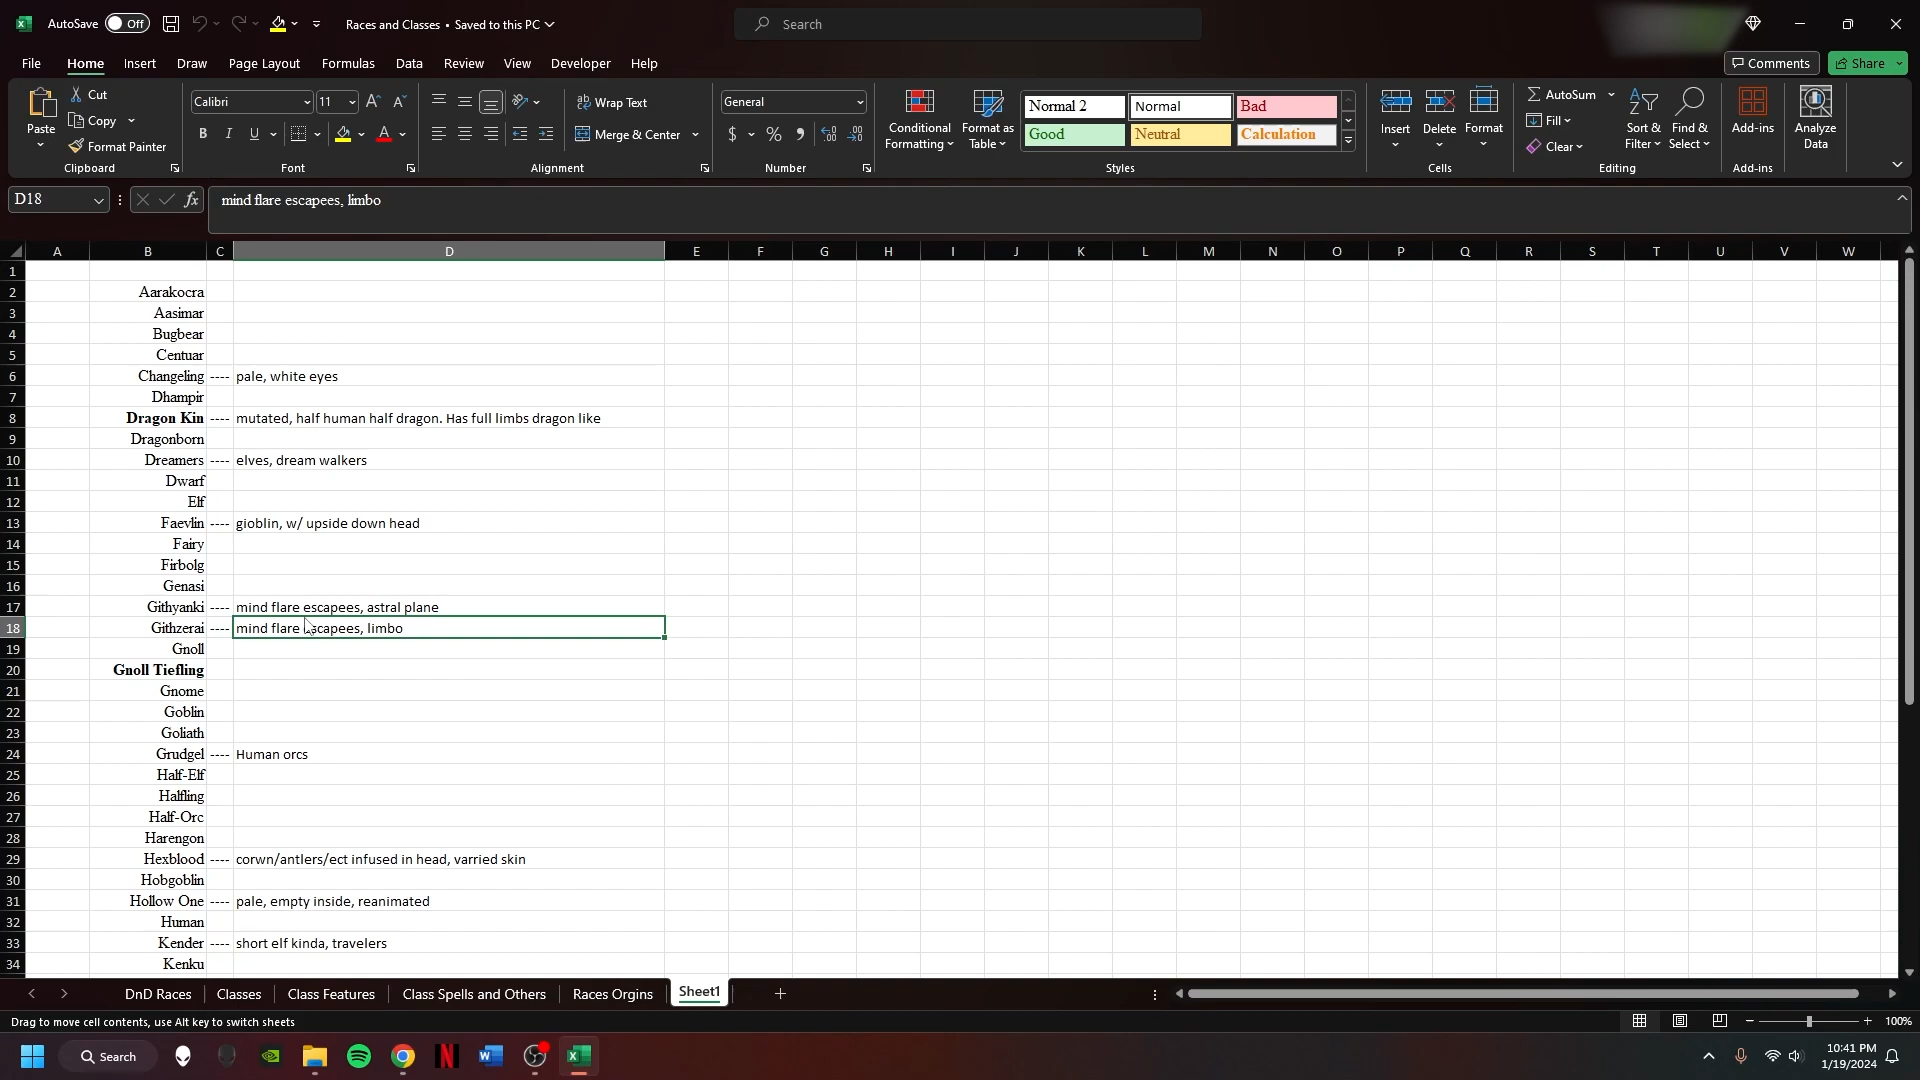 AutoSave Off Races and Classes • Saved to this PC Search
File Home Insert Draw Page Layout Formulas Data Review View Developer Help Comments Share
Paste Cut Copy Format Painter Clipboard
Calibri 11 B I U A Font
Wrap Text Merge & Center Alignment
General $ % , Number
Conditional Formatting Format as Table
Normal 2 Normal Bad
Good Neutral Calculation
Styles
Insert Delete Format Cells
AutoSum Fill Clear Sort & Filter Find & Select Editing
Add-ins Add-ins
Analyze Data
D18 fx mind flare escapees, limbo
A B C D E F G H I J K L M N O P Q R S T U V W
1
2 Aarakocra
3 Aasimar
4 Bugbear
5 Centuar
6 Changeling ---- pale, white eyes
7 Dhampir
8 Dragon Kin ---- mutated, half human half dragon. Has full limbs dragon like
9 Dragonborn
10 Dreamers ---- elves, dream walkers
11 Dwarf
12 Elf
13 Faevlin ---- gioblin, w/ upside down head
14 Fairy
15 Firbolg
16 Genasi
17 Githyanki ---- mind flare escapees, astral plane
18 Githzerai ---- mind flare escapees, limbo
19 Gnoll
20 Gnoll Tiefling
21 Gnome
22 Goblin
23 Goliath
24 Grudgel ---- Human orcs
25 Half-Elf
26 Halfling
27 Half-Orc
28 Harengon
29 Hexblood ---- corwn/antlers/ect infused in head, varried skin
30 Hobgoblin
31 Hollow One ---- pale, empty inside, reanimated
32 Human
33 Kender ---- short elf kinda, travelers
34 Kenku
DnD Races Classes Class Features Class Spells and Others Races Orgins Sheet1
Drag to move cell contents, use Alt key to switch sheets 100%
Search 10:41 PM
1/19/2024